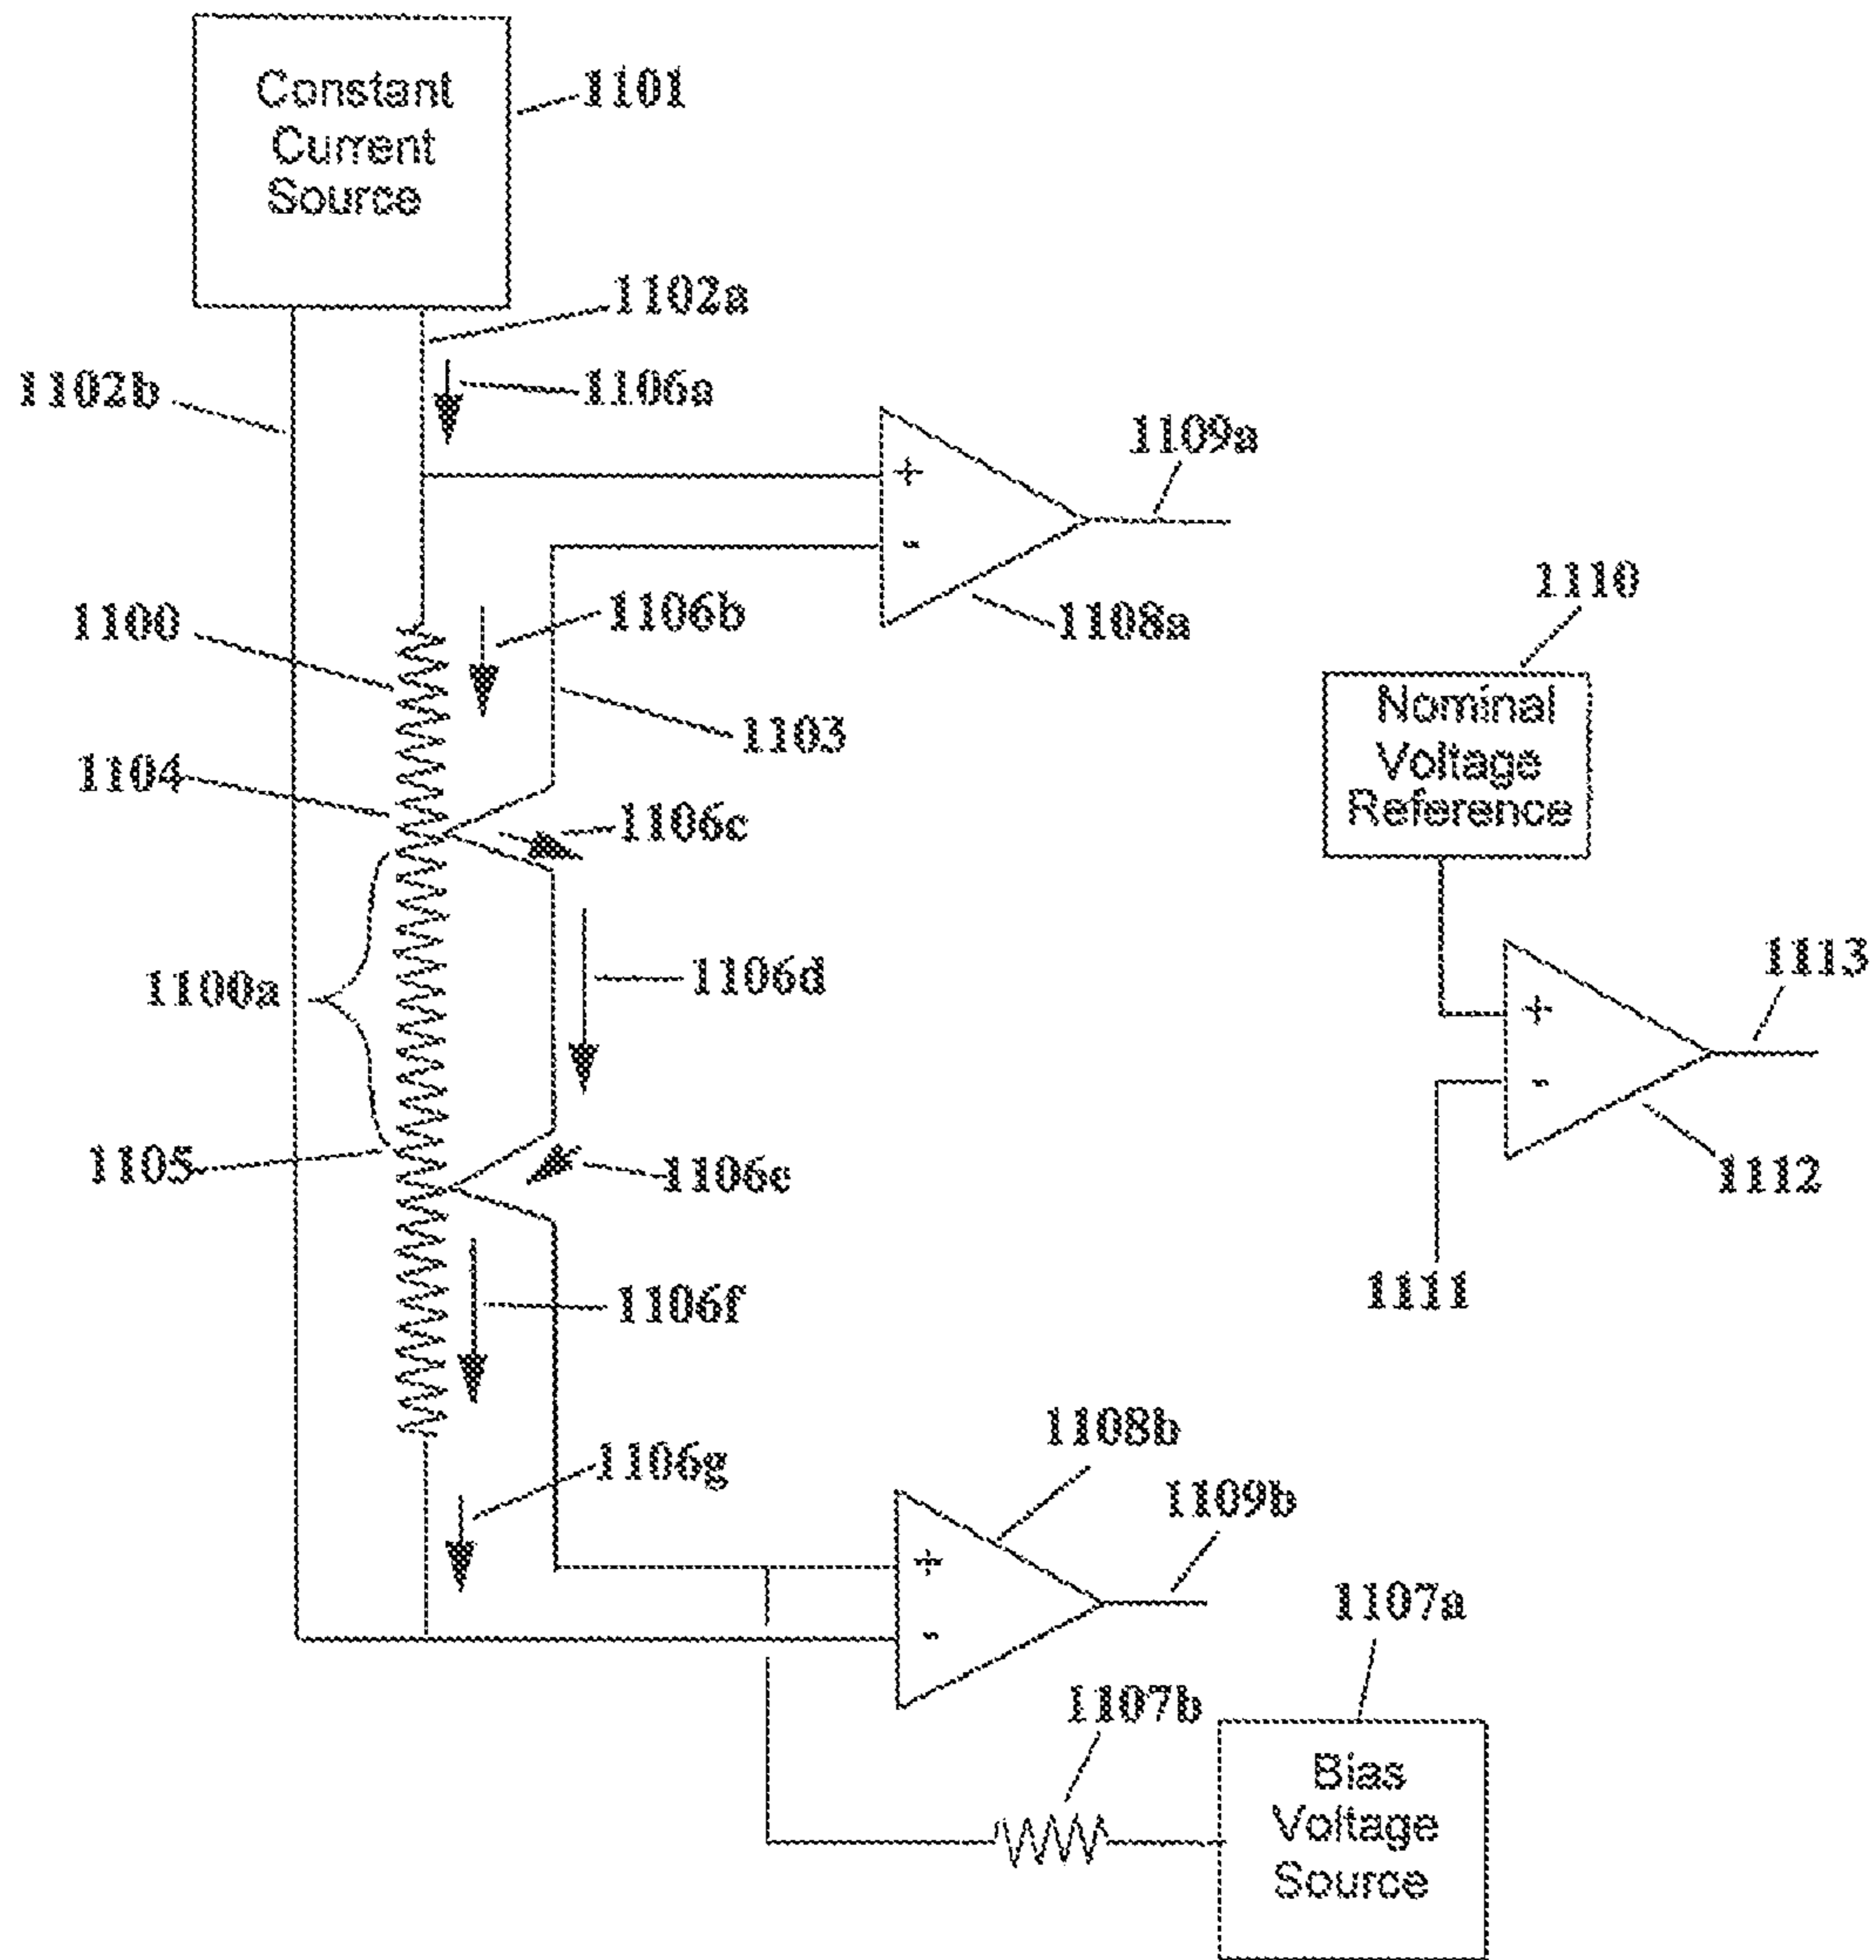 Constant
Current
Source
1101
1102a
1102b
1106a
1109a
+
-
1108a
1110
1100
1106b
Nominal
Voltage
Reference
1103
1104
1106c
1113
1100a
1106d
+
-
1105
1106e
1112
1111
1106f
1108b
1106g
1109b
+
-
1107a
1107b
Bias
Voltage
Source